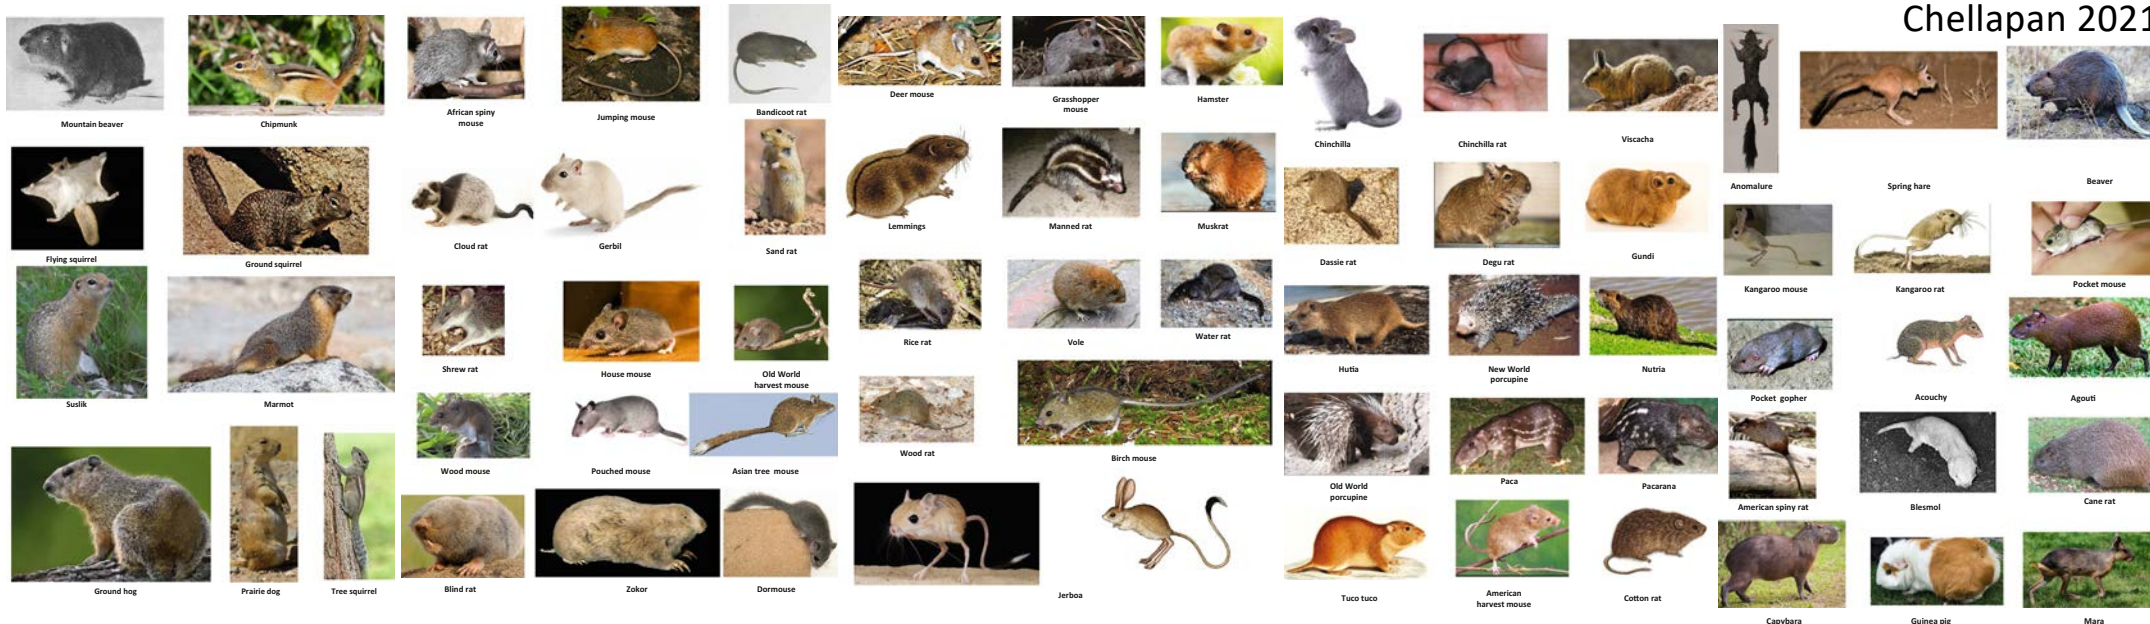 Chellapan 2021
Mountain beaver
Chipmunk
African spiny
mouse
Jumping mouse
Bandicoot rat
Deer mouse
Grasshopper
mouse
Hamster
Chinchilla
Chinchilla rat
Viscacha
Anomalure
Spring hare
Beaver
Flying squirrel
Ground squirrel
Cloud rat
Gerbil
Sand rat
Lemmings
Manned rat
Muskrat
Dassie rat
Degu rat
Gundi
Kangaroo mouse
Kangaroo rat
Pocket mouse
Suslik
Marmot
Shrew rat
House mouse
Old World
harvest mouse
Rice rat
Vole
Water rat
Hutia
New World
porcupine
Nutria
Pocket gopher
Acouchy
Agouti
Wood mouse
Pouched mouse
Asian tree mouse
Wood rat
Birch mouse
Old World
porcupine
Paca
Pacarana
American spiny rat
Blesmol
Cane rat
Ground hog
Prairie dog
Tree squirrel
Blind rat
Zokor
Dormouse
Jerboa
Tuco tuco
American
harvest mouse
Cotton rat
Capybara
Guinea pig
Mara